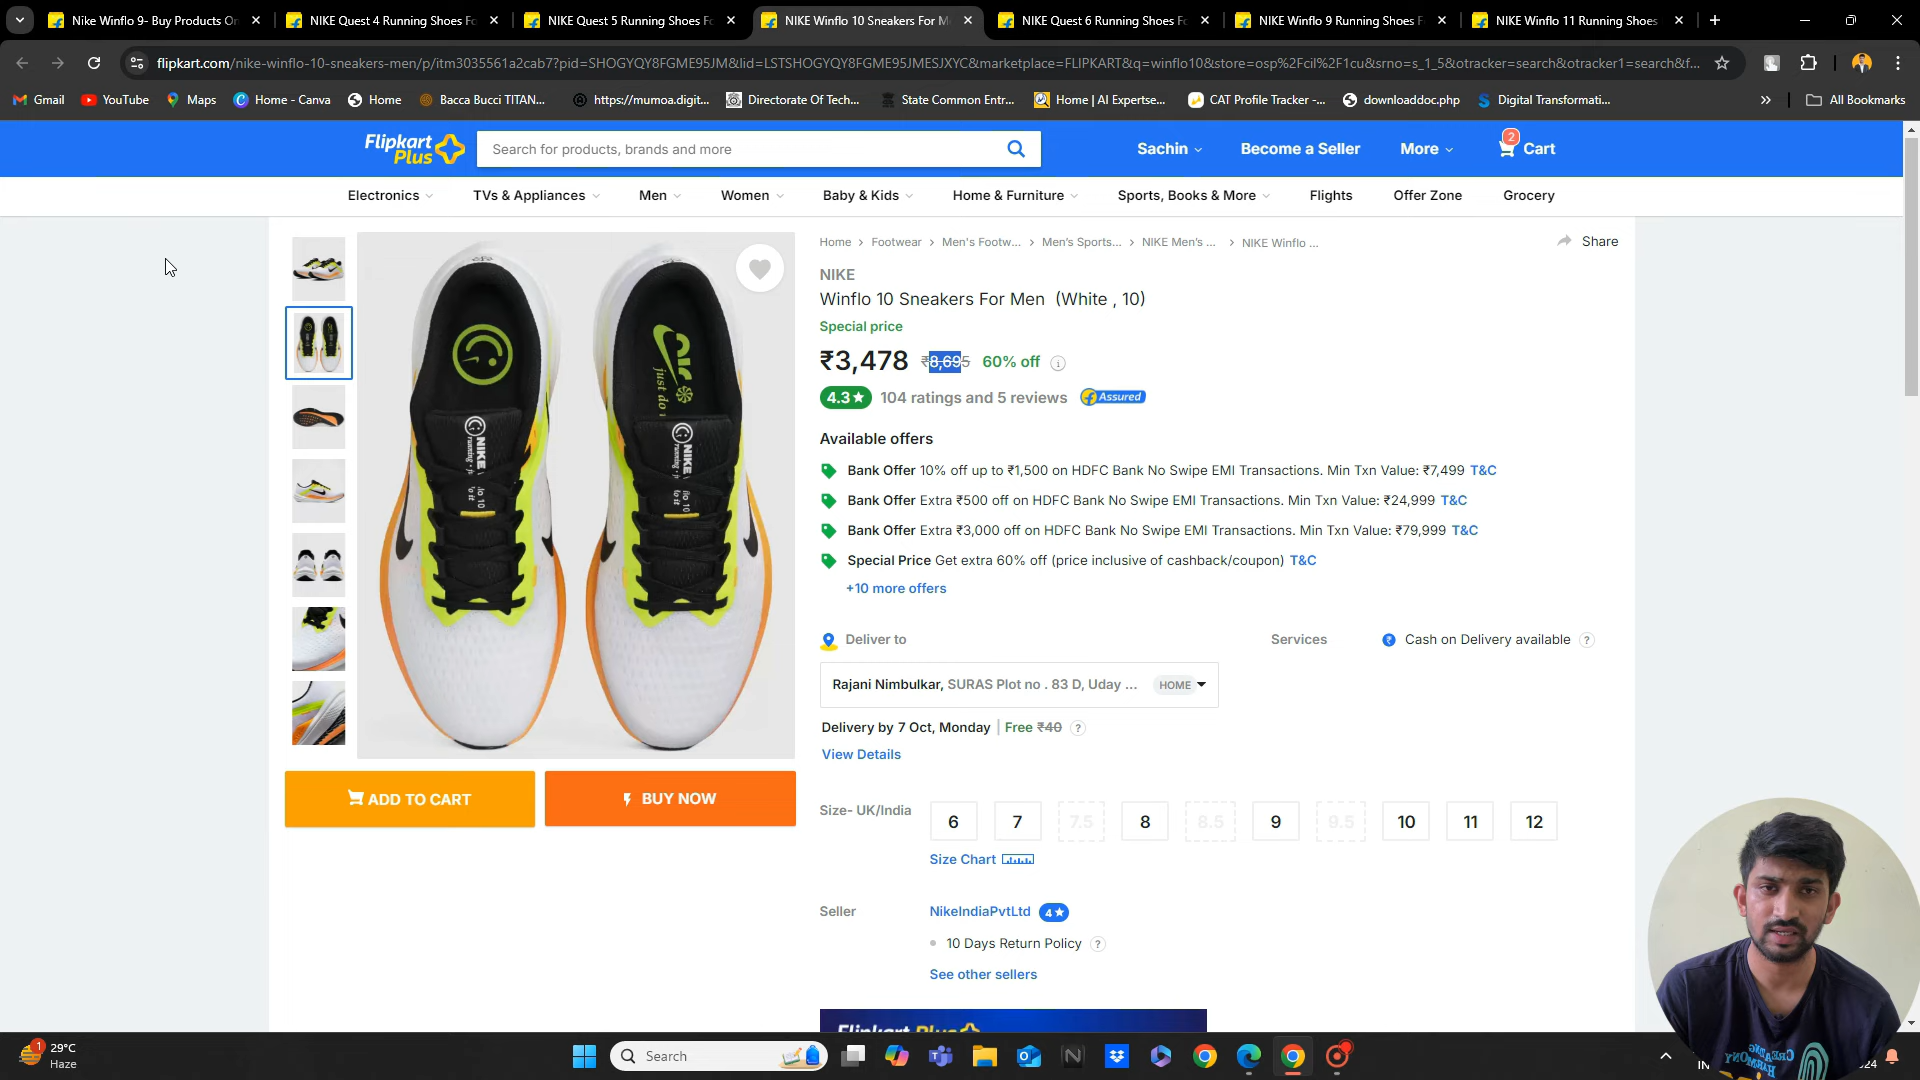 Nike Winflo 9- Buy Products On
NIKE Quest 4 Running Shoes Fo
NIKE Quest 5 Running Shoes Fo
NIKE Winflo 10 Sneakers For M
NIKE Quest 6 Running Shoes Fo
NIKE Winflo 9 Running Shoes F
NIKE Winflo 11 Running Shoes
flipkart.com/nike-winflo-10-sneakers-men/p/itm3035561a2cab7?pid=SHOGYQY8FGME95JM&lid=LSTSHOGYQY8FGME95JMESJXYC&marketplace=FLIPKART&q=winflo10&store=osp%2Fcil%2F1cu&srno=s_1_5&otracker=search&otracker1=search&f...
Gmail YouTube Maps Home - Canva Home Bacca Bucci TITAN... https://mumoa.digit... Directorate Of Tech... State Common Entr... Home | AI Expertse... CAT Profile Tracker -... downloaddoc.php Digital Transformati... All Bookmarks
Flipkart
Plus
Search for products, brands and more
Sachin
Become a Seller
More
2
Cart
Electronics TVs & Appliances Men Women Baby & Kids Home & Furniture Sports, Books & More Flights Offer Zone Grocery
Home > Footwear > Men's Footw... > Men's Sports... > NIKE Men's ... > NIKE Winflo ...
Share
NIKE
Winflo 10 Sneakers For Men (White , 10)
Special price
₹3,478 ₹8,695 60% off
4.3★ 104 ratings and 5 reviews Assured
Available offers
Bank Offer 10% off up to ₹1,500 on HDFC Bank No Swipe EMI Transactions. Min Txn Value: ₹7,499 T&C
Bank Offer Extra ₹500 off on HDFC Bank No Swipe EMI Transactions. Min Txn Value: ₹24,999 T&C
Bank Offer Extra ₹3,000 off on HDFC Bank No Swipe EMI Transactions. Min Txn Value: ₹79,999 T&C
Special Price Get extra 60% off (price inclusive of cashback/coupon) T&C
+10 more offers
Deliver to
Services
Cash on Delivery available ?
Rajani Nimbulkar, SURAS Plot no . 83 D, Uday ... HOME
Delivery by 7 Oct, Monday | Free ₹40 ?
View Details
ADD TO CART
BUY NOW
Size- UK/India
6 7 7.5 8 8.5 9 9.5 10 11 12
Size Chart
Seller
NikeIndiaPvtLtd 4★
10 Days Return Policy ?
See other sellers
Flipkart Plus
AIR
just do
NIKE
running
NIKE
running
CREATING
HARMONY
1
29°C
Haze
Search